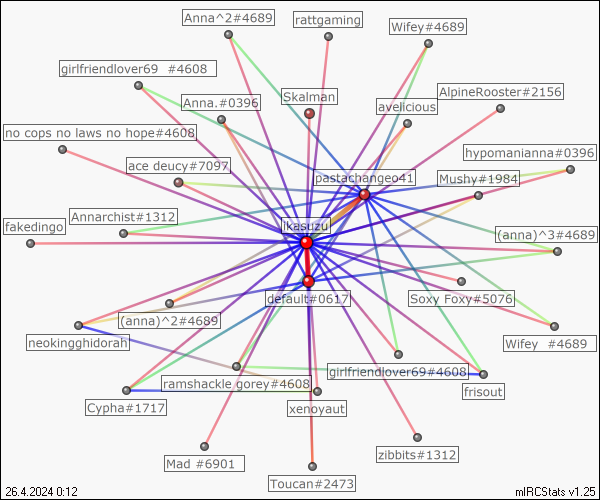 Anna^2#4689
rattgaming
Wifey#4689
girlfriendlover69 #4608
Skalman
AlpineRooster#2156
Anna.#0396
avelicious
no cops no laws no hope#4608
hypomanianna#0396
ace deucy#7097
pastachangeo41
Mushy#1984
Annarchist#1312
ikasuzu
fakedingo
(anna)^3#4689
default#0617
Soxy Foxy#5076
(anna)^2#4689
neokingghidorah
Wifey #4689
girlfriendlover69#4608
ramshackle gorey#4608
frisout
Cypha#1717
xenoyaut
zibbits#1312
Mad #6901
Toucan#2473
26.4.2024 0:12
mIRCStats v1.25